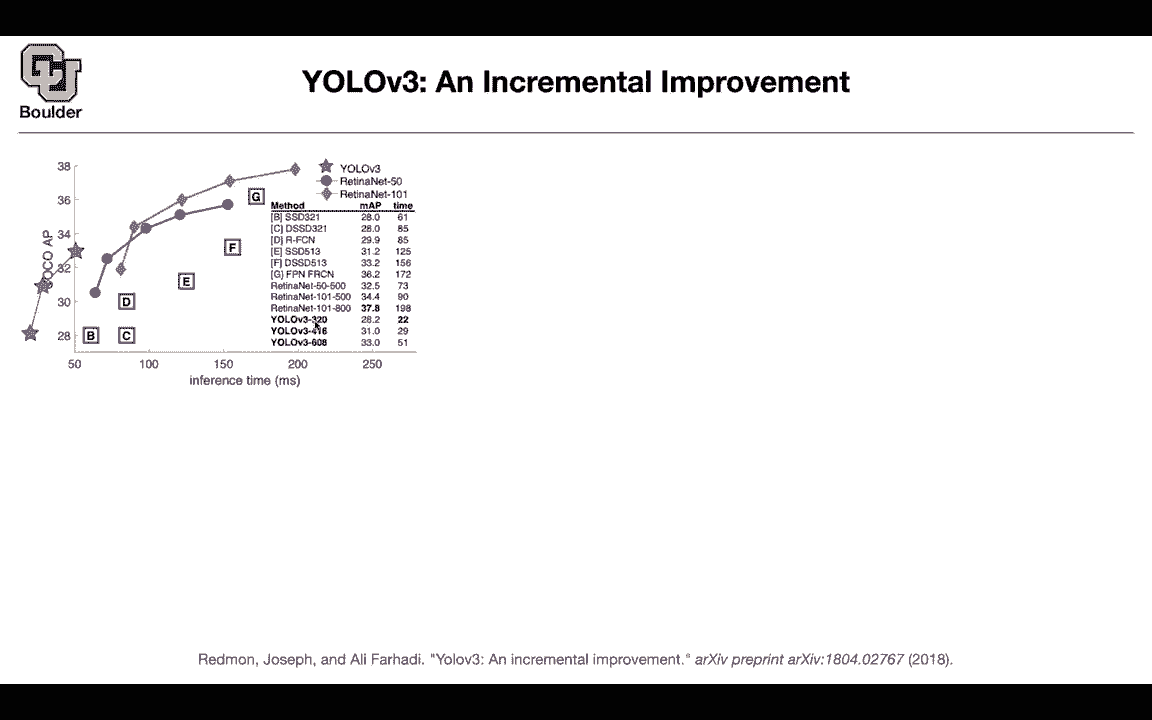 CU
Boulder
YOLOv3: An Incremental Improvement
38
36
34
32
30
28
COCO AP
50 100 150 200 250
inference time (ms)
B
C
D
E
F
G
YOLOv3
RetinaNet-50
RetinaNet-101
Method mAP time
[B] SSD321 28.0 61
[C] DSSD321 28.0 85
[D] R-FCN 29.9 85
[E] SSD513 31.2 125
[F] DSSD513 33.2 156
[G] FPN FRCN 36.2 172
RetinaNet-50-500 32.5 73
RetinaNet-101-500 34.4 90
RetinaNet-101-800 37.8 198
YOLOv3-320 28.2 22
YOLOv3-416 31.0 29
YOLOv3-608 33.0 51
Redmon, Joseph, and Ali Farhadi. "Yolov3: An incremental improvement." arXiv preprint arXiv:1804.02767 (2018).